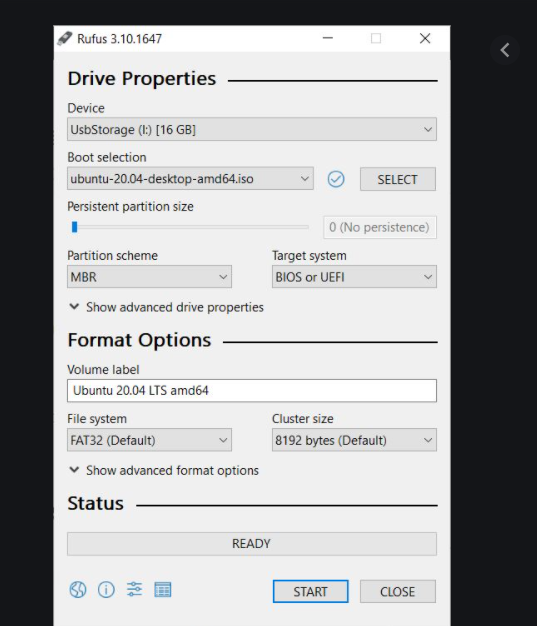 Rufus 3.10.1647
Drive Properties
Device
UsbStorage (I:) [16 GB]
Boot selection
ubuntu-20.04-desktop-amd64.iso
SELECT
Persistent partition size
0 (No persistence)
Partition scheme
Target system
MBR
BIOS or UEFI
Show advanced drive properties
Format Options
Volume label
Ubuntu 20.04 LTS amd64
File system
Cluster size
FAT32 (Default)
8192 bytes (Default)
Show advanced format options
Status
READY
START
CLOSE